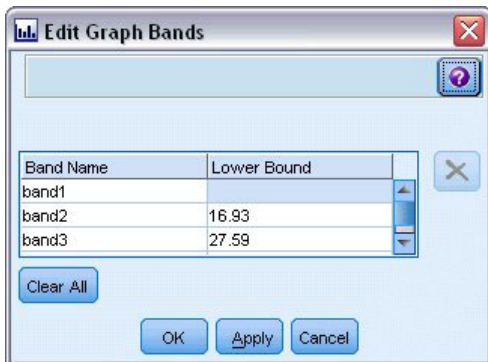 Edit Graph Bands
Band Name Lower Bound
band1
band2 16.93
band3 27.59
Clear All
OK Apply Cancel